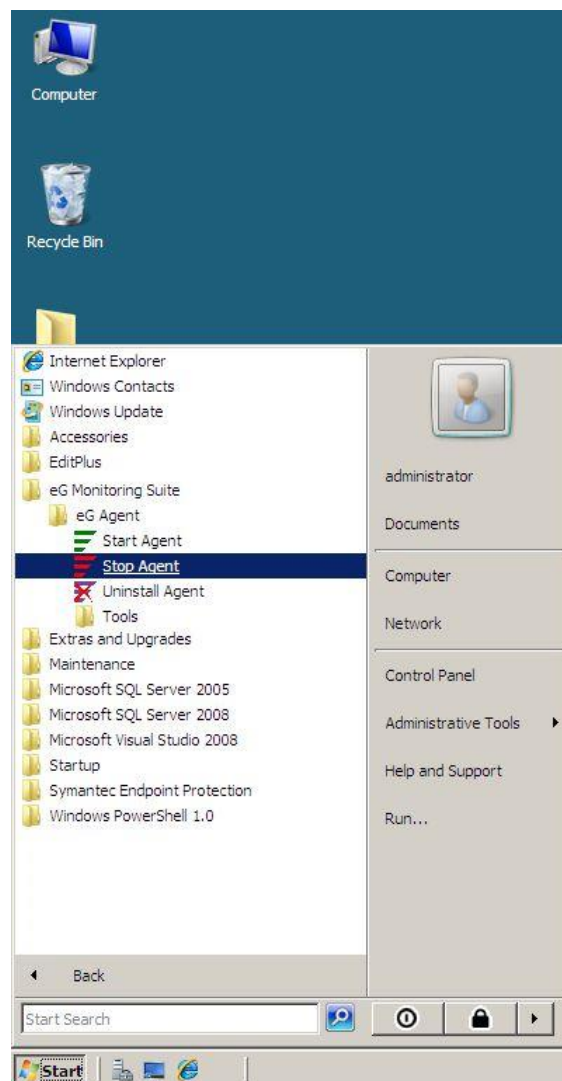 Computer
Recycle Bin
Internet Explorer
Windows Contacts
Windows Update
Accessories
EditPlus
eG Monitoring Suite
eG Agent
Start Agent
Stop Agent
Uninstall Agent
Tools
Extras and Upgrades
Maintenance
Microsoft SQL Server 2005
Microsoft SQL Server 2008
Microsoft Visual Studio 2008
Startup
Symantec Endpoint Protection
Windows PowerShell 1.0
Back
Start Search
administrator
Documents
Computer
Network
Control Panel
Administrative Tools
Help and Support
Run...
Start